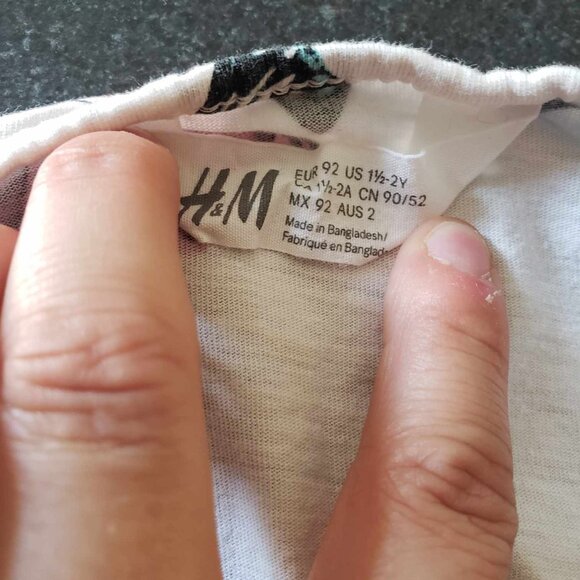 H&M
EUR 92 US 1½-2Y
1½-2A CN 90/52
MX 92 AUS 2
Made in Bangladesh/
Fabriqué en